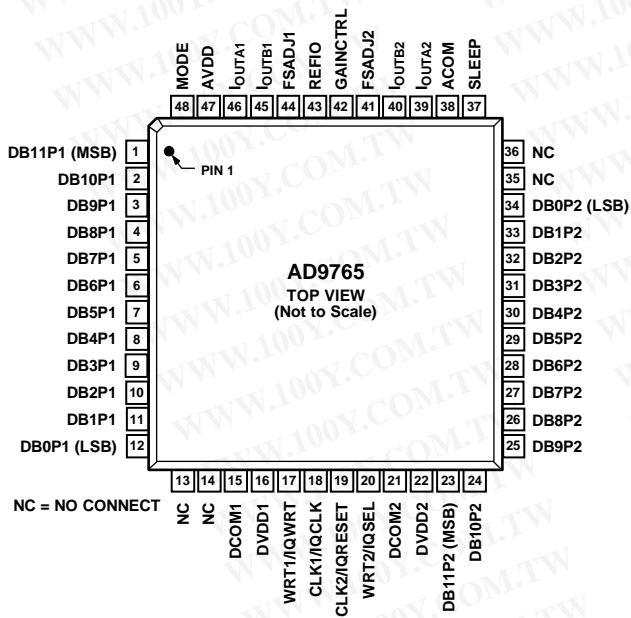 MODE
AVDD
IOUTA1
IOUTB1
FSADJ1
REFIO
GAINCTRL
FSADJ2
IOUTB2
IOUTA2
ACOM
SLEEP
48 47 46 45 44 43 42 41 40 39 38 37
DB11P1 (MSB) 1
DB10P1 2
DB9P1 3
DB8P1 4
DB7P1 5
DB6P1 6
DB5P1 7
DB4P1 8
DB3P1 9
DB2P1 10
DB1P1 11
DB0P1 (LSB) 12
PIN 1
AD9765
TOP VIEW
(Not to Scale)
36 NC
35 NC
34 DB0P2 (LSB)
33 DB1P2
32 DB2P2
31 DB3P2
30 DB4P2
29 DB5P2
28 DB6P2
27 DB7P2
26 DB8P2
25 DB9P2
13 14 15 16 17 18 19 20 21 22 23 24
NC
NC
DCOM1
DVDD1
WRT1/IQWRT
CLK1/IQCLK
CLK2/IQRESET
WRT2/IQSEL
DCOM2
DVDD2
DB11P2 (MSB)
DB10P2
NC = NO CONNECT
WWW.100Y.COM.TW